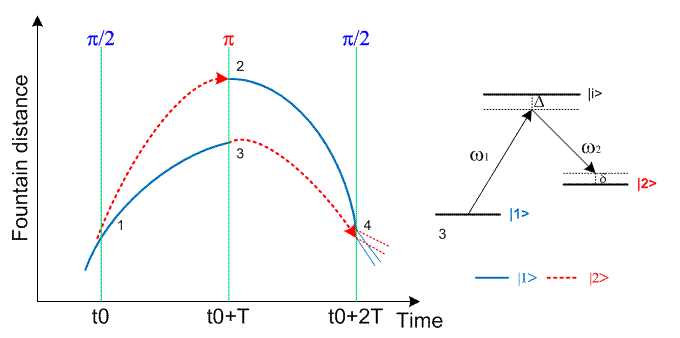 π/2 π π/2
Fountain distance
1
2
3
4
t0 t0+T t0+2T Time
|i>
Δ
ω1 ω2
δ
|2>
|1>
3
|1> |2>